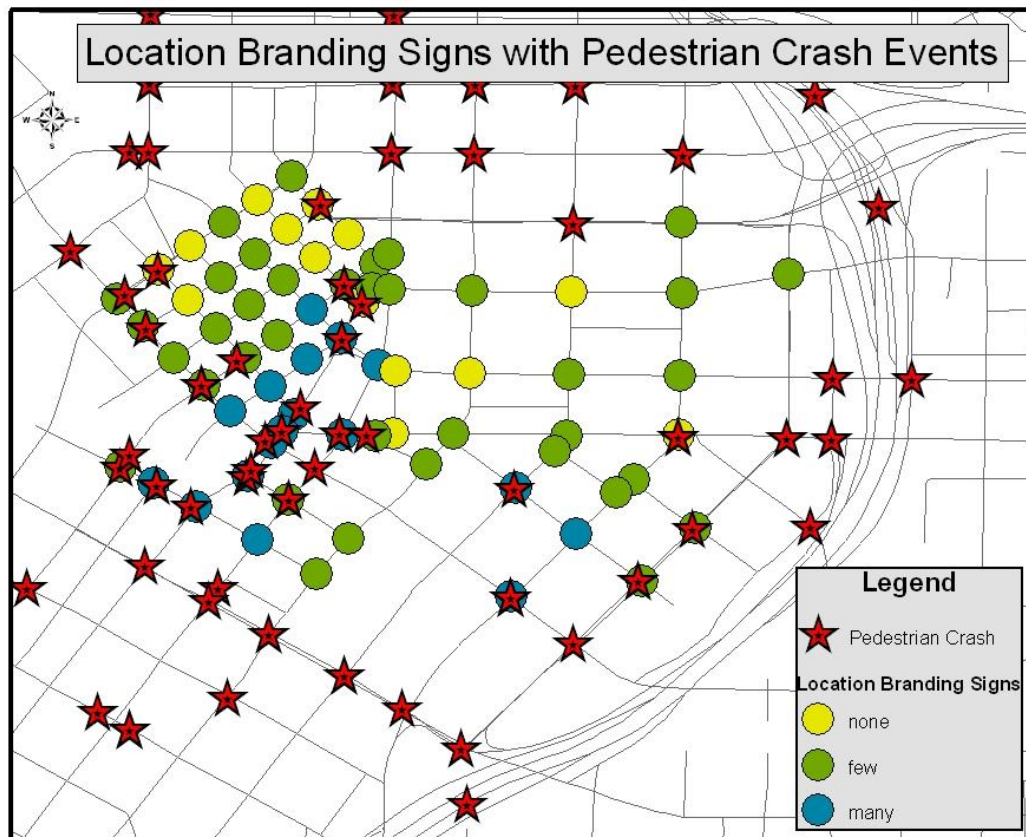 Location Branding Signs with Pedestrian Crash Events
N
W E
S
Legend
Pedestrian Crash
Location Branding Signs
none
few
many